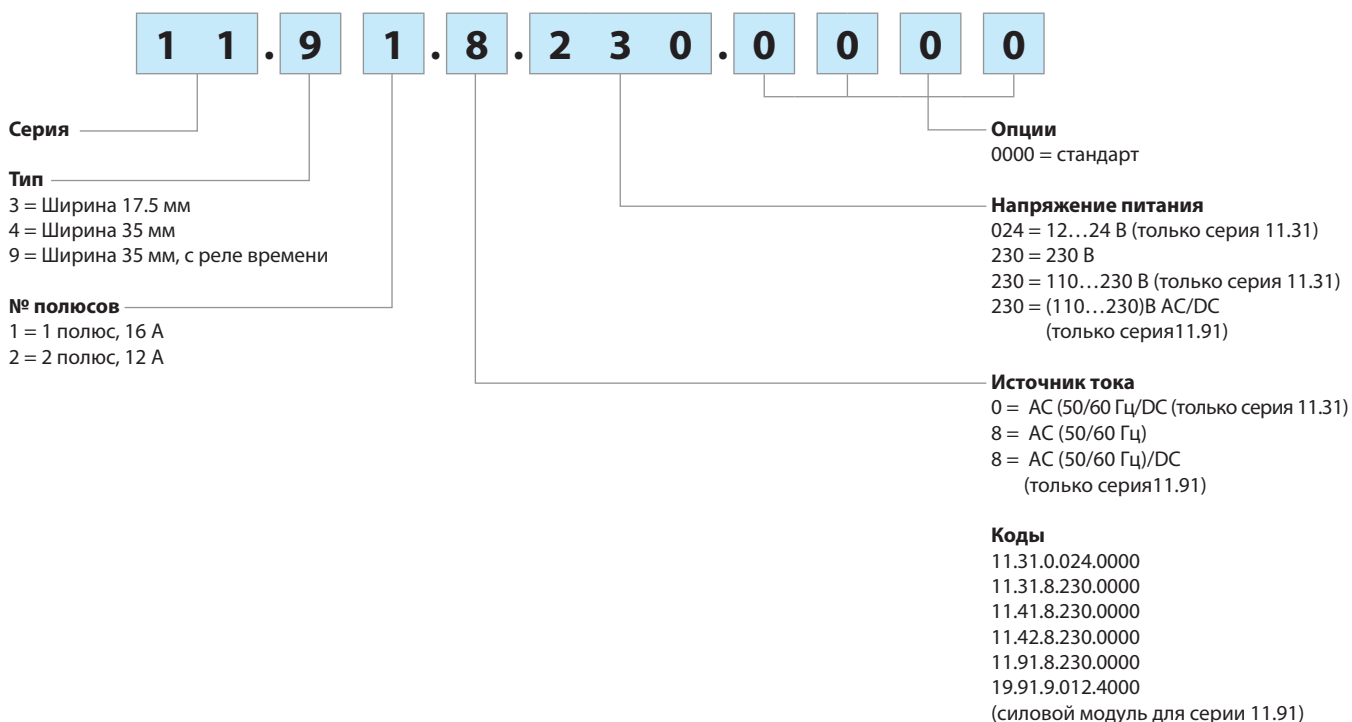 1 1 . 9 1 . 8 . 2 3 0 . 0 0 0 0
Серия
Тип
3 = Ширина 17.5 мм
4 = Ширина 35 мм
9 = Ширина 35 мм, с реле времени
№ полюсов
1 = 1 полюс, 16 A
2 = 2 полюс, 12 A
Опции
0000 = стандарт
Напряжение питания
024 = 12…24 В (только серия 11.31)
230 = 230 В
230 = 110…230 В (только серия 11.31)
230 = (110…230)В AC/DC
(только серия11.91)
Источник тока
0 = AC (50/60 Гц/DC (только серия 11.31)
8 = AC (50/60 Гц)
8 = AC (50/60 Гц)/DC
(только серия11.91)
Коды
11.31.0.024.0000
11.31.8.230.0000
11.41.8.230.0000
11.42.8.230.0000
11.91.8.230.0000
19.91.9.012.4000
(силовой модуль для серии 11.91)